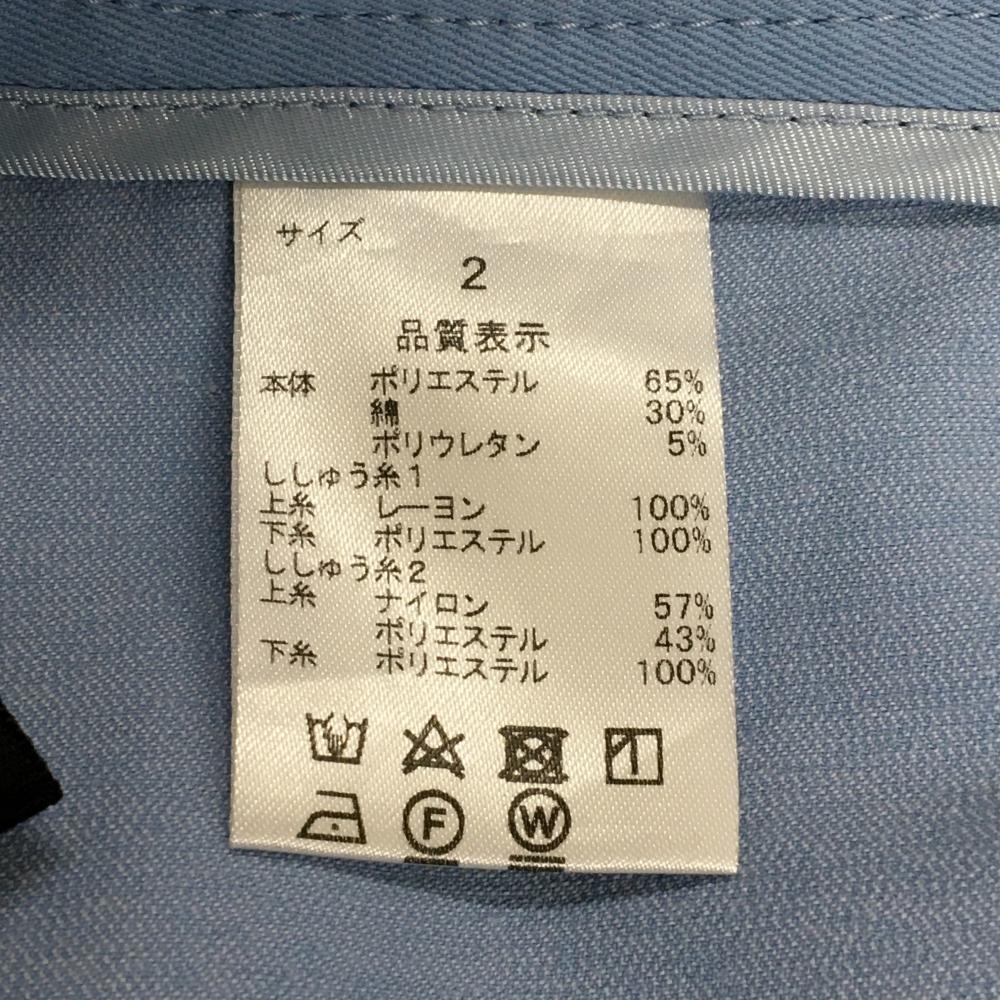 サイズ
2
品質表示
本体 ポリエステル 65%
綿 30%
ポリウレタン 5%
ししゅう糸1
上糸 レーヨン 100%
下糸 ポリエステル 100%
ししゅう糸2
上糸 ナイロン 57%
ポリエステル 43%
下糸 ポリエステル 100%
F W